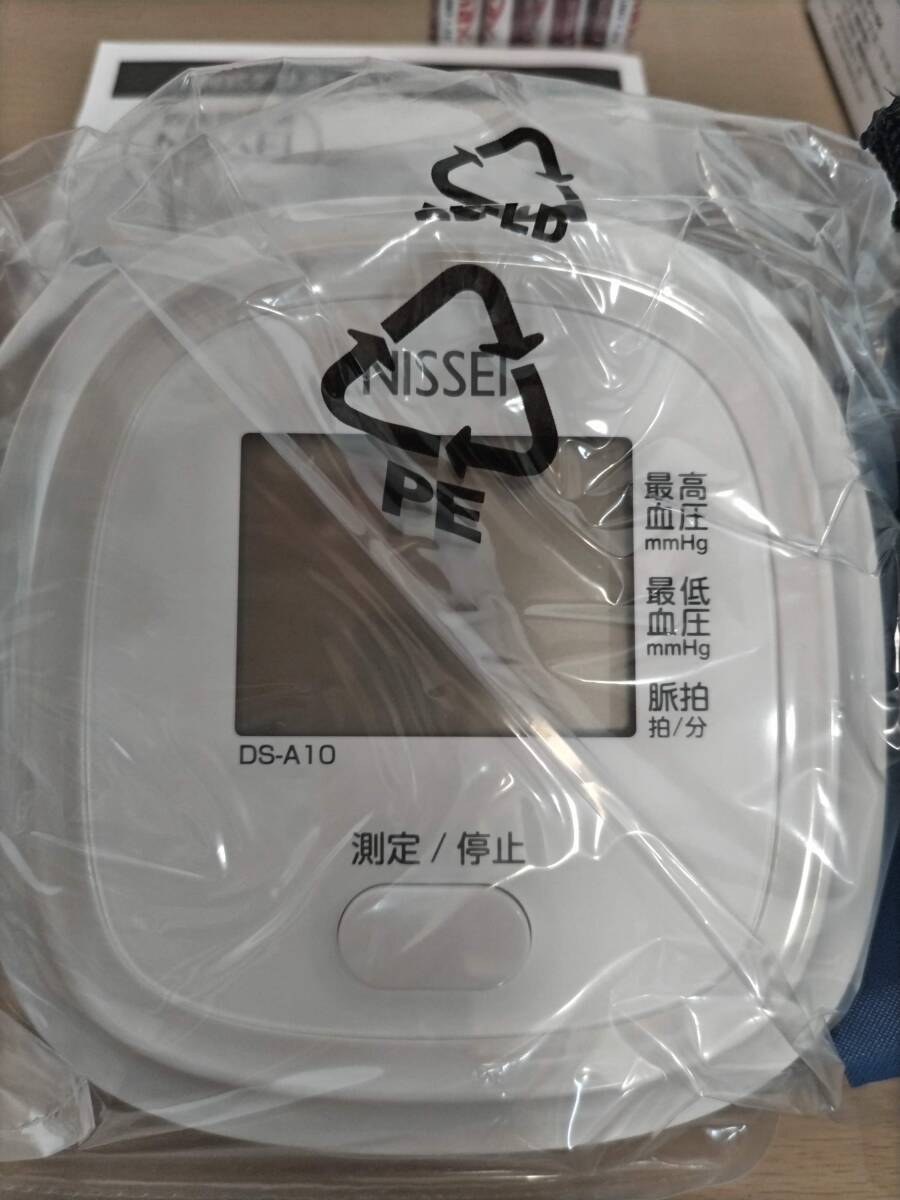 NISSEI
PE
最高
血圧
mmHg
最低
血圧
mmHg
脈拍
拍/分
DS-A10
測定 / 停止